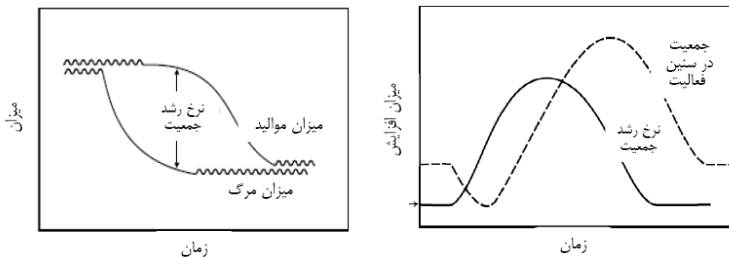 میزان
نرخ رشد
جمعیت
میزان موالید
میزان مرگ
زمان
میزان افزایش
جمعیت
در سنین
فعالیت
نرخ رشد
جمعیت
زمان